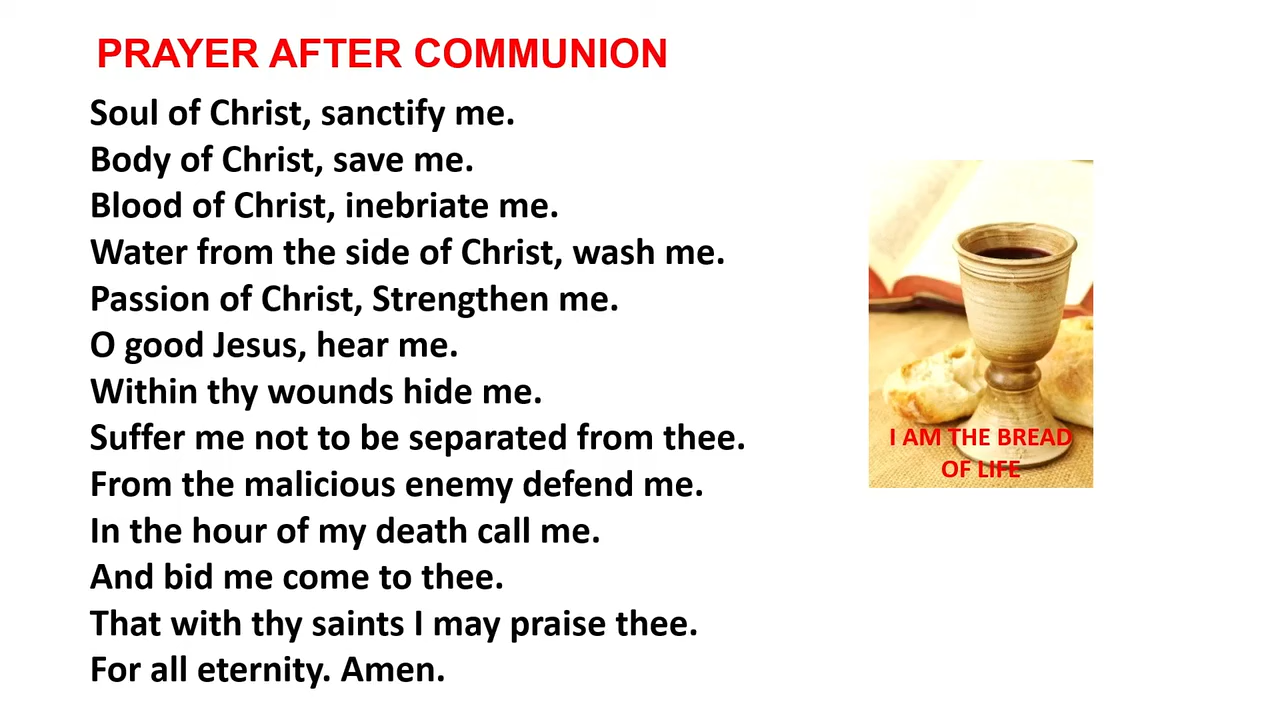 PRAYER AFTER COMMUNION
Soul of Christ, sanctify me.
Body of Christ, save me.
Blood of Christ, inebriate me.
Water from the side of Christ, wash me.
Passion of Christ, Strengthen me.
O good Jesus, hear me.
Within thy wounds hide me.
Suffer me not to be separated from thee.
From the malicious enemy defend me.
In the hour of my death call me.
And bid me come to thee.
That with thy saints I may praise thee.
For all eternity. Amen.
I AM THE BREAD
OF LIFE